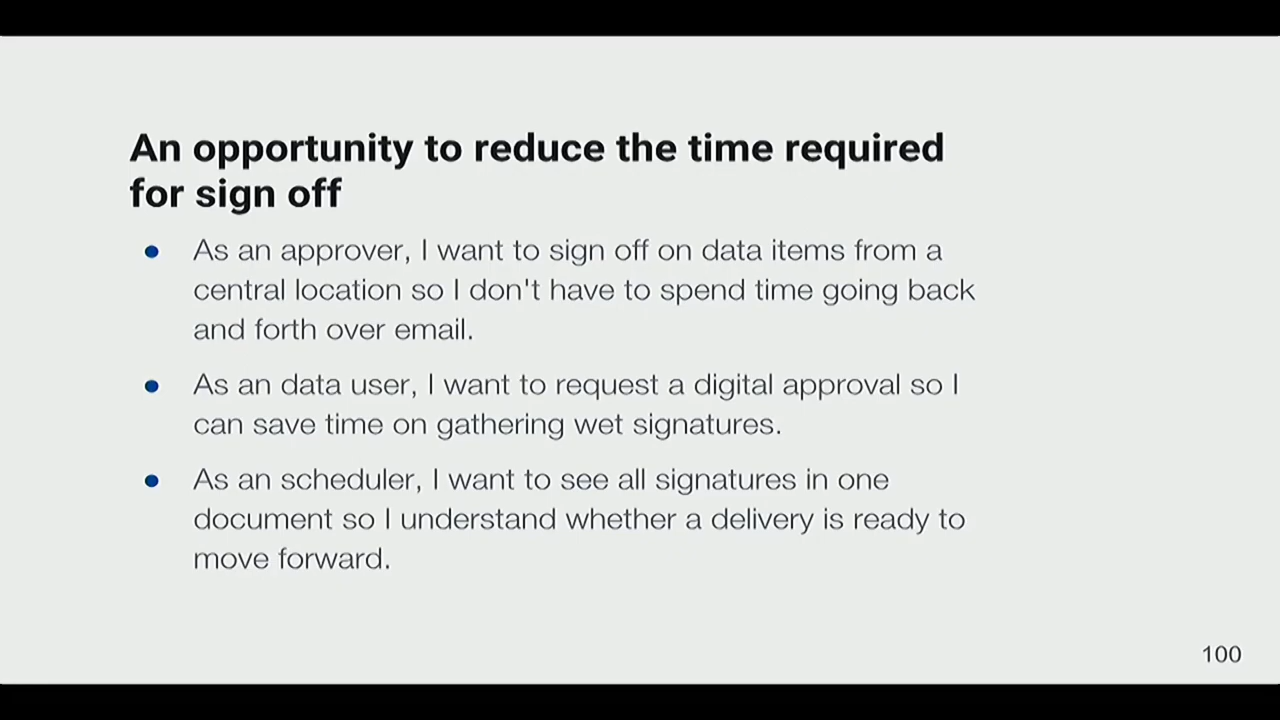 An opportunity to reduce the time required
for sign off
● As an approver, I want to sign off on data items from a
central location so I don't have to spend time going back
and forth over email.
● As an data user, I want to request a digital approval so I
can save time on gathering wet signatures.
● As an scheduler, I want to see all signatures in one
document so I understand whether a delivery is ready to
move forward.
100